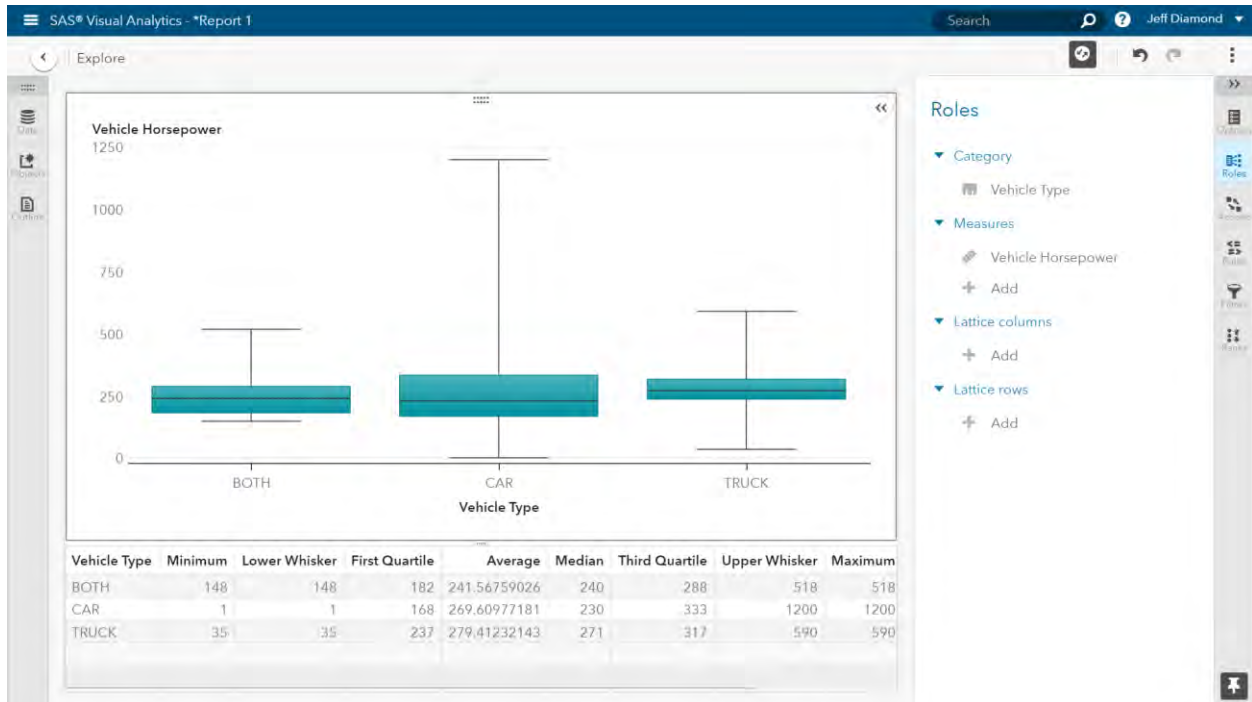 SAS® Visual Analytics - *Report 1
Search
Jeff Diamond
Explore
Data
Vehicle Horsepower
1250
1000
750
500
250
0
BOTH CAR TRUCK
Vehicle Type
Vehicle Type Minimum Lower Whisker First Quartile Average Median Third Quartile Upper Whisker Maximum
BOTH 148 148 182 241.56759026 240 288 518 518
CAR 1 1 168 269.60977181 230 333 1200 1200
TRUCK 35 35 237 279.41232143 271 317 590 590
Roles
Category
Vehicle Type
Measures
Vehicle Horsepower
Add
Lattice columns
Add
Lattice rows
Add
Roles